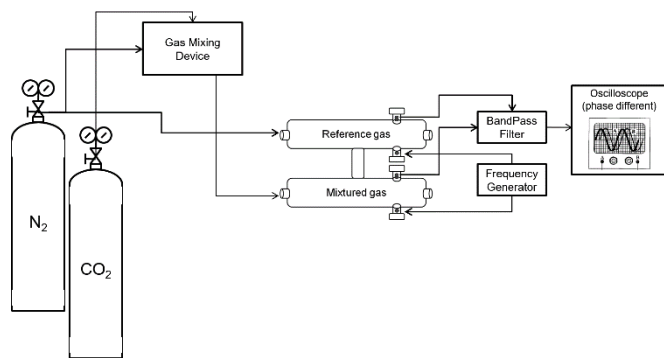 Gas Mixing
Device
Oscilloscope
(phase different)
BandPass
Filter
Reference gas
Frequency
Generator
Mixtured gas
N₂
CO₂